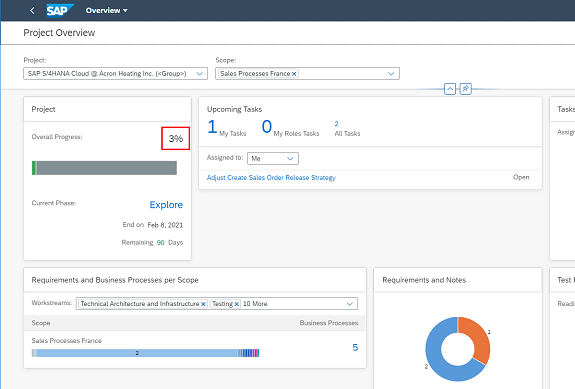 SAP Overview
Project Overview
Project:
Scope:
SAP S/4HANA Cloud @ Acron Heating Inc. (<Group>)
Sales Processes France
Project
Overall Progress:
3%
Current Phase:
Explore
End on Feb 8, 2021
Remaining 90 Days
Upcoming Tasks
1 My Tasks
0 My Roles Tasks
2
All Tasks
Assigned to: Me
Adjust Create Sales Order Release Strategy
Open
Tasks
Assig
Requirements and Business Processes per Scope
Workstreams: Technical Architecture and Infrastructure Testing 10 More
Scope
Business Processes
Sales Processes France
2
5
Requirements and Notes
1
2
Test
Readi